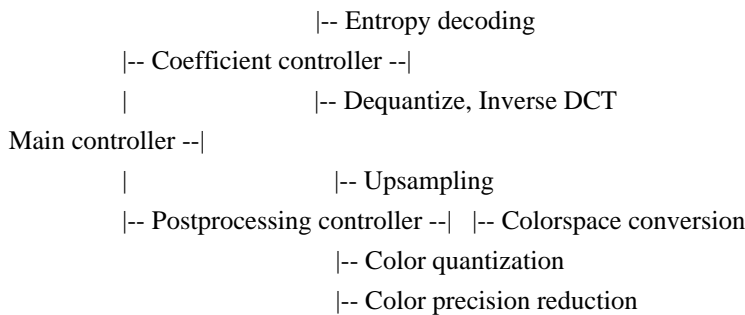 |-- Entropy decoding
|-- Coefficient controller --|
| |-- Dequantize, Inverse DCT
Main controller --|
| |-- Upsampling
|-- Postprocessing controller --| |-- Colorspace conversion
|-- Color quantization
|-- Color precision reduction